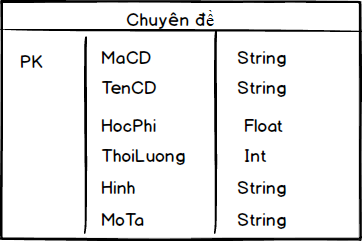 Chuyên đề
PK MaCD String
TenCD String
HocPhi Float
ThoiLuong Int
Hinh String
MoTa String